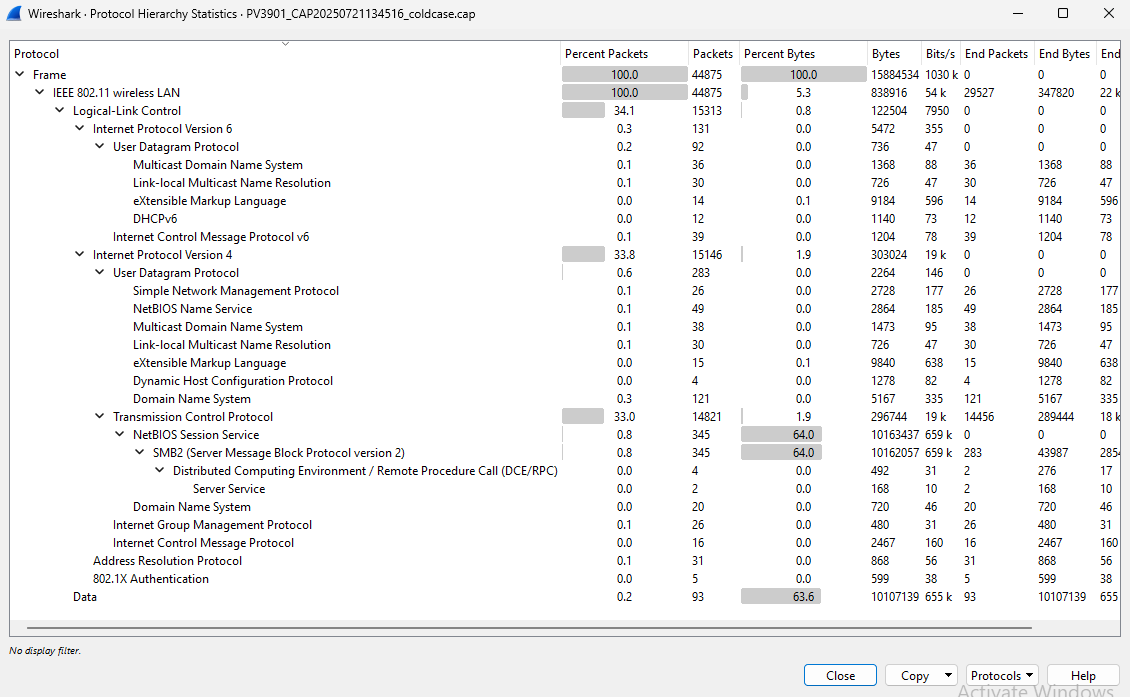 Wireshark · Protocol Hierarchy Statistics · PV3901_CAP20250721134516_coldcase.cap
Protocol Percent Packets Packets Percent Bytes Bytes Bits/s End Packets End Bytes End
Frame 100.0 44875 100.0 15884534 1030 k 0 0 0
IEEE 802.11 wireless LAN 100.0 44875 5.3 838916 54 k 29527 347820 22 k
Logical-Link Control 34.1 15313 0.8 122504 7950 0 0 0
Internet Protocol Version 6 0.3 131 0.0 5472 355 0 0 0
User Datagram Protocol 0.2 92 0.0 736 47 0 0 0
Multicast Domain Name System 0.1 36 0.0 1368 88 36 1368 88
Link-local Multicast Name Resolution 0.1 30 0.0 726 47 30 726 47
eXtensible Markup Language 0.0 14 0.1 9184 596 14 9184 596
DHCPv6 0.0 12 0.0 1140 73 12 1140 73
Internet Control Message Protocol v6 0.1 39 0.0 1204 78 39 1204 78
Internet Protocol Version 4 33.8 15146 1.9 303024 19 k 0 0 0
User Datagram Protocol 0.6 283 0.0 2264 146 0 0 0
Simple Network Management Protocol 0.1 26 0.0 2728 177 26 2728 177
NetBIOS Name Service 0.1 49 0.0 2864 185 49 2864 185
Multicast Domain Name System 0.1 38 0.0 1473 95 38 1473 95
Link-local Multicast Name Resolution 0.1 30 0.0 726 47 30 726 47
eXtensible Markup Language 0.0 15 0.1 9840 638 15 9840 638
Dynamic Host Configuration Protocol 0.0 4 0.0 1278 82 4 1278 82
Domain Name System 0.3 121 0.0 5167 335 121 5167 335
Transmission Control Protocol 33.0 14821 1.9 296744 19 k 14456 289444 18 k
NetBIOS Session Service 0.8 345 64.0 10163437 659 k 0 0 0
SMB2 (Server Message Block Protocol version 2) 0.8 345 64.0 10162057 659 k 283 43987 285
Distributed Computing Environment / Remote Procedure Call (DCE/RPC) 0.0 4 0.0 492 31 2 276 17
Server Service 0.0 2 0.0 168 10 2 168 10
Domain Name System 0.0 20 0.0 720 46 20 720 46
Internet Group Management Protocol 0.1 26 0.0 480 31 26 480 31
Internet Control Message Protocol 0.0 16 0.0 2467 160 16 2467 160
Address Resolution Protocol 0.1 31 0.0 868 56 31 868 56
802.1X Authentication 0.0 5 0.0 599 38 5 599 38
Data 0.2 93 63.6 10107139 655 k 93 10107139 655
No display filter.
Close Copy Protocols Help
Activate Windows